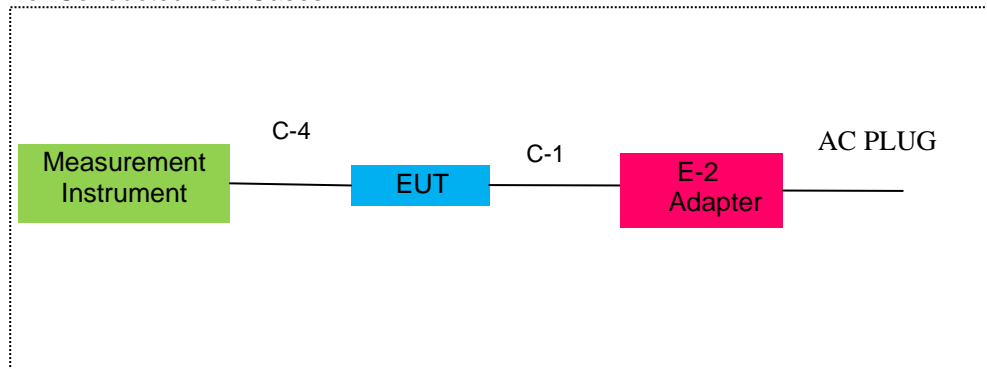 C-4
C-1
AC PLUG
Measurement
Instrument
EUT
E-2
Adapter